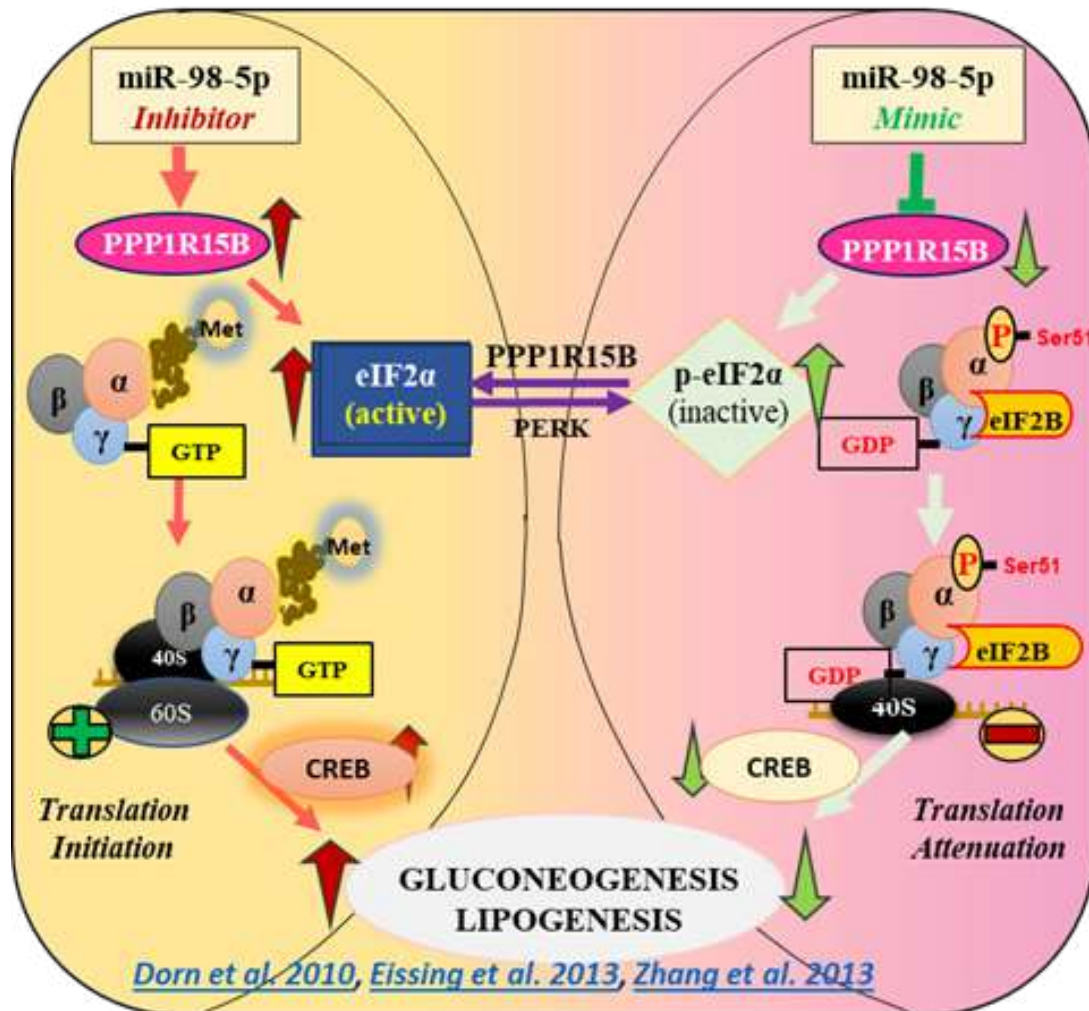 miR-98-5p
Inhibitor
PPP1R15B
Met
β
α
γ
GTP
eIF2α
(active)
PPP1R15B
PERK
p-eIF2α
(inactive)
Met
β
α
γ
40S
GTP
60S
CREB
Translation
Initiation
miR-98-5p
Mimic
PPP1R15B
P
Ser51
α
β
γ
eIF2B
GDP
P
Ser51
α
β
γ
eIF2B
GDP
40S
CREB
Translation
Attenuation
GLUCONEOGENESIS
LIPOGENESIS
Dorn et al. 2010, Eissing et al. 2013, Zhang et al. 2013